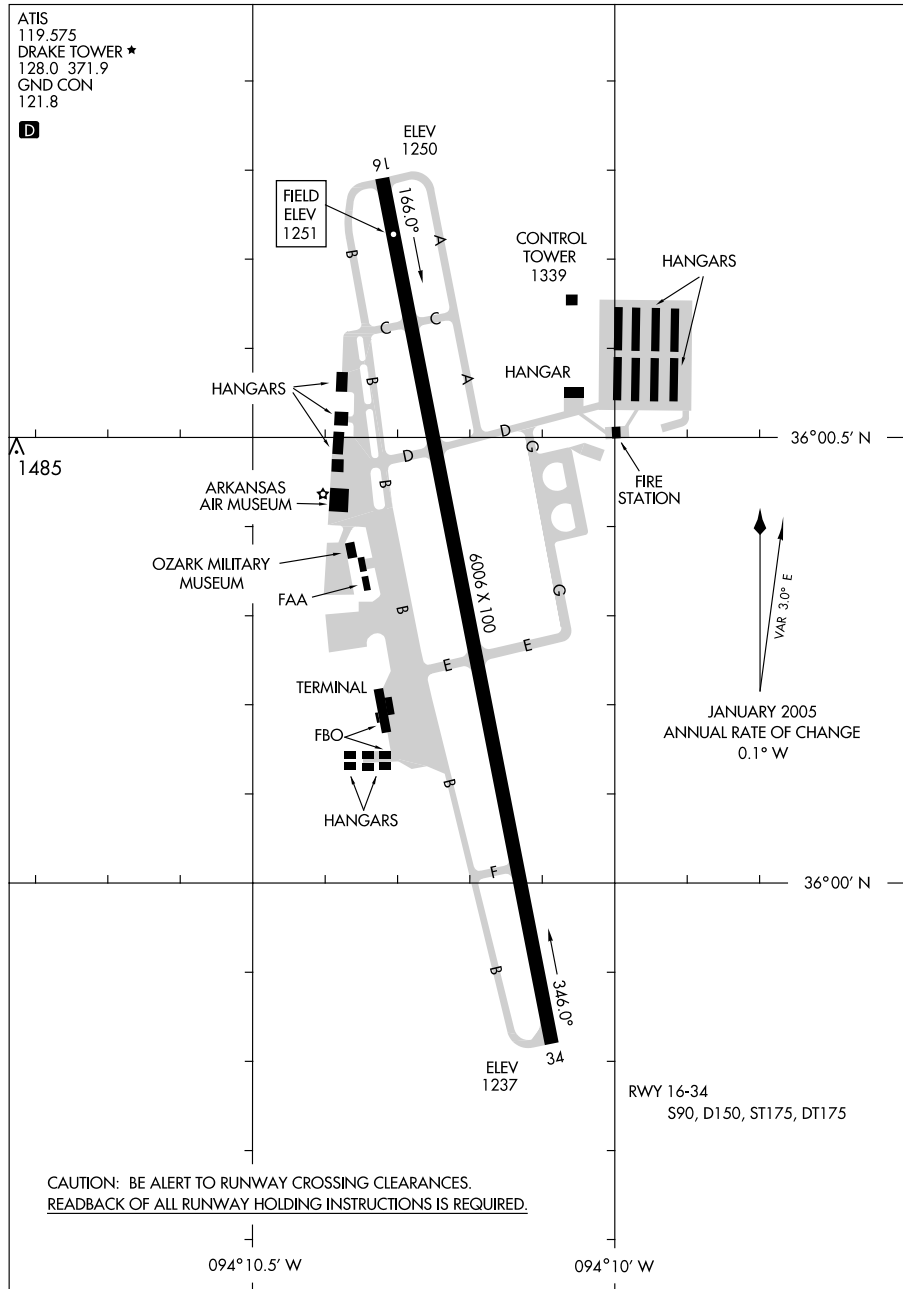 ATIS
119.575
DRAKE TOWER ★
128.0 371.9
GND CON
121.8
D
ELEV
1250
16
FIELD
ELEV
1251
166.0°
A
B
CONTROL
TOWER
1339
HANGARS
C
C
HANGARS
B
A
HANGAR
D
D
G
36°00.5' N
1485
B
ARKANSAS
AIR MUSEUM
FIRE
STATION
OZARK MILITARY
MUSEUM
FAA
6006 X 100
B
G
VAR 3.0° E
E
E
TERMINAL
FBO
JANUARY 2005
ANNUAL RATE OF CHANGE
0.1° W
B
HANGARS
F
36°00' N
B
346.0°
34
ELEV
1237
RWY 16-34
S90, D150, ST175, DT175
CAUTION: BE ALERT TO RUNWAY CROSSING CLEARANCES.
READBACK OF ALL RUNWAY HOLDING INSTRUCTIONS IS REQUIRED.
094°10.5' W
094°10' W